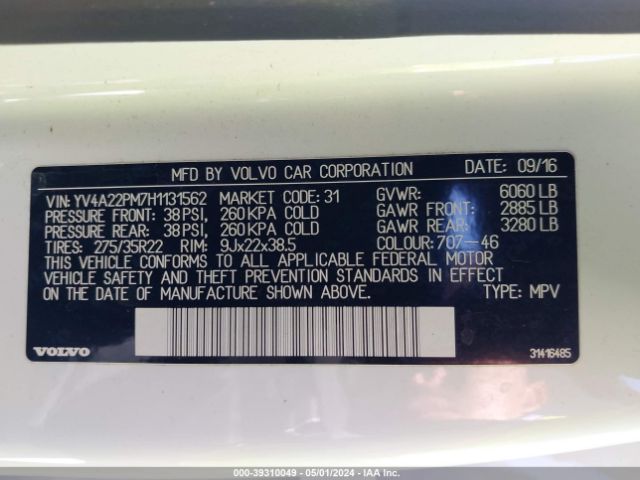 MFD BY VOLVO CAR CORPORATION DATE: 09/16
VIN: YV4A22PM7H1131562 MARKET CODE: 31 GVWR: 6060 LB
PRESSURE FRONT: 38 PSI, 260 KPA COLD GAWR FRONT: 2885 LB
PRESSURE REAR: 38 PSI, 260 KPA COLD GAWR REAR: 3280 LB
TIRES: 275/35R22 RIM: 9Jx22x38.5 COLOUR: 707-46
THIS VEHICLE CONFORMS TO ALL APPLICABLE FEDERAL MOTOR
VEHICLE SAFETY AND THEFT PREVENTION STANDARDS IN EFFECT
ON THE DATE OF MANUFACTURE SHOWN ABOVE. TYPE: MPV
VOLVO 31416485
000-39310049 - 05/01/2024 - IAAI.com